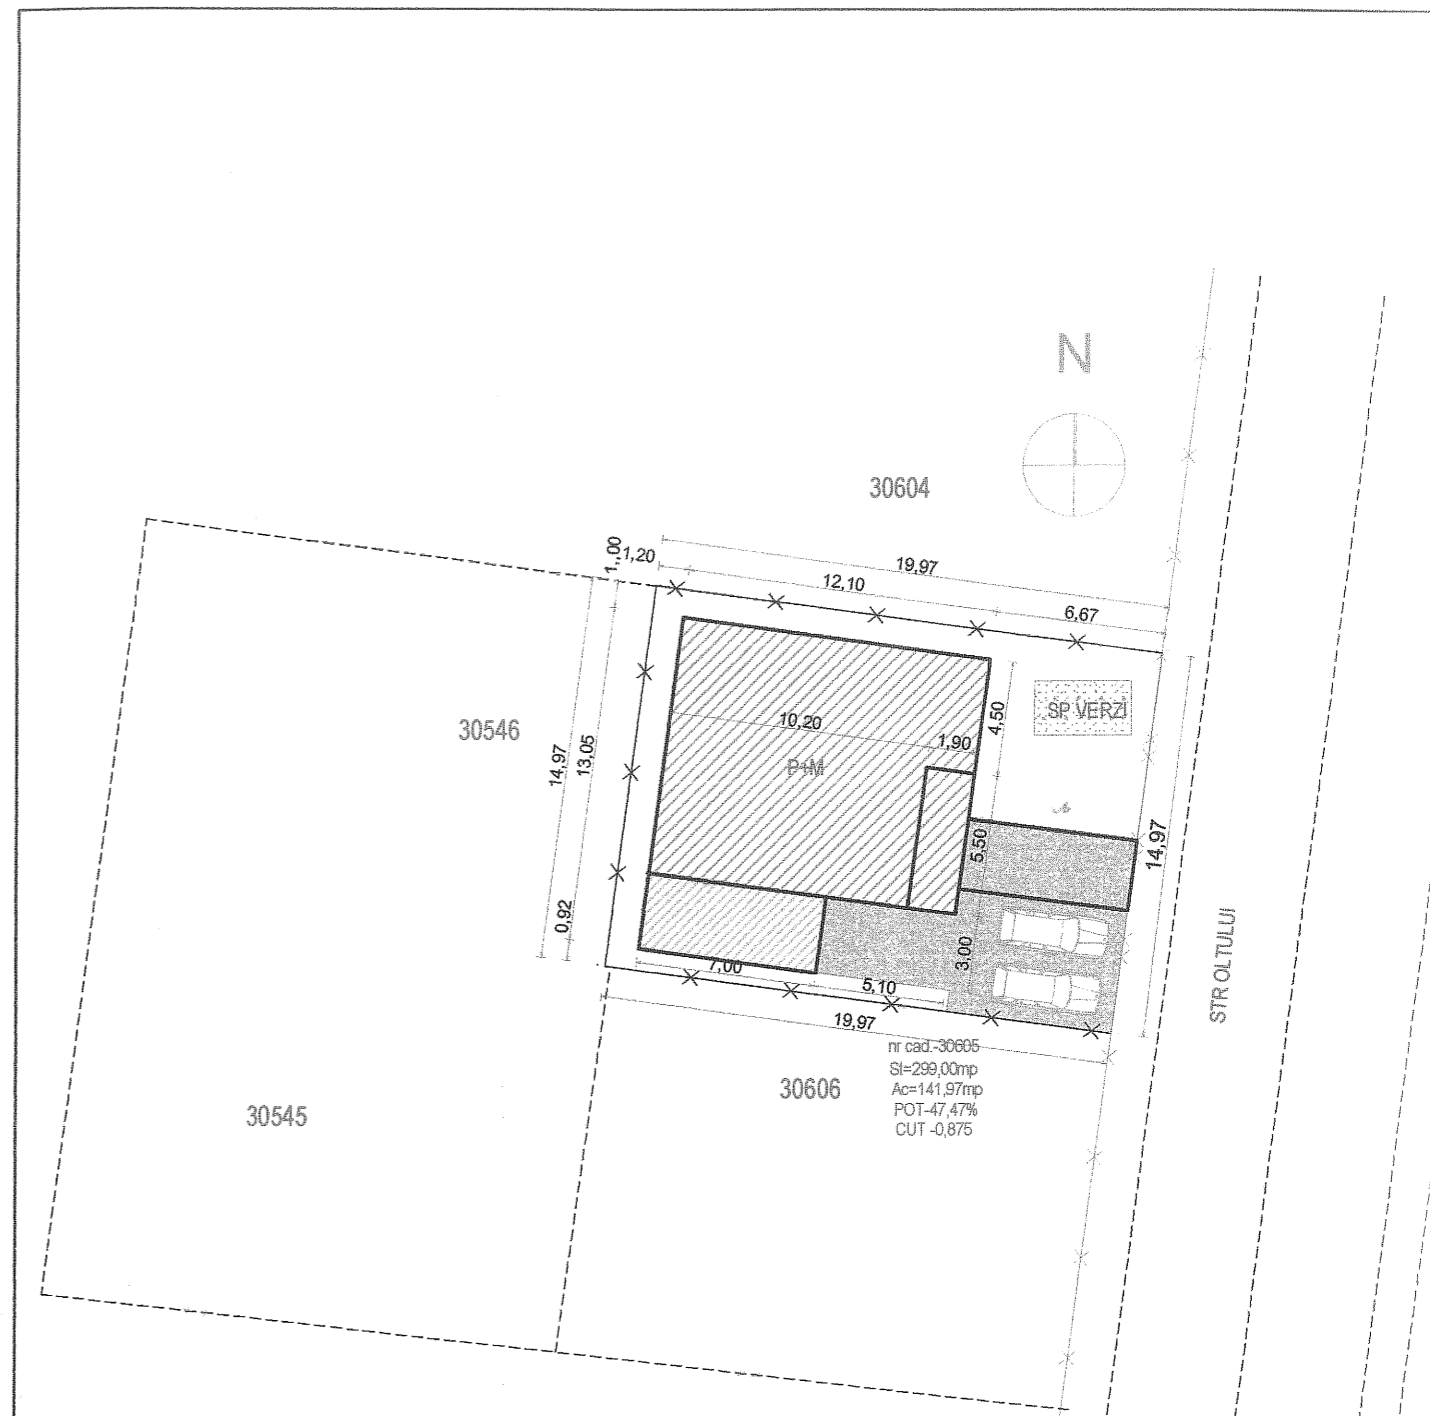 N
30604
1,00
1,20
19,97
12,10
6,67
30546
14,97
13,05
10,20
1,90
4,50
SP. VERZI
P+M
5,50
14,97
0,92
3,00
7,00
5,10
19,97
STR OLTULUI
nr cad.-30605
St=299,00mp
Ac=141,97mp
POT-47,47%
CUT -0,875
30606
30545